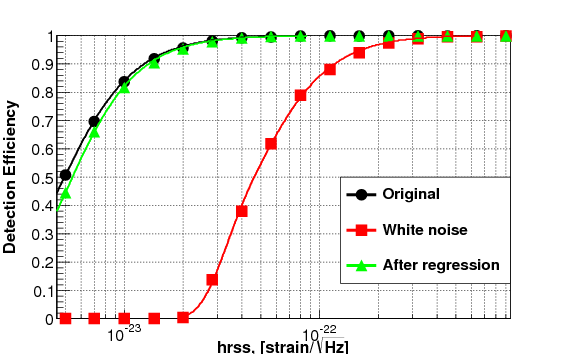 1
0.9
0.8
0.7
0.6
0.5
0.4
0.3
0.2
0.1
0
Detection Efficiency
Original
White noise
After regression
10^-23
10^-22
hrss, [strain/√Hz]